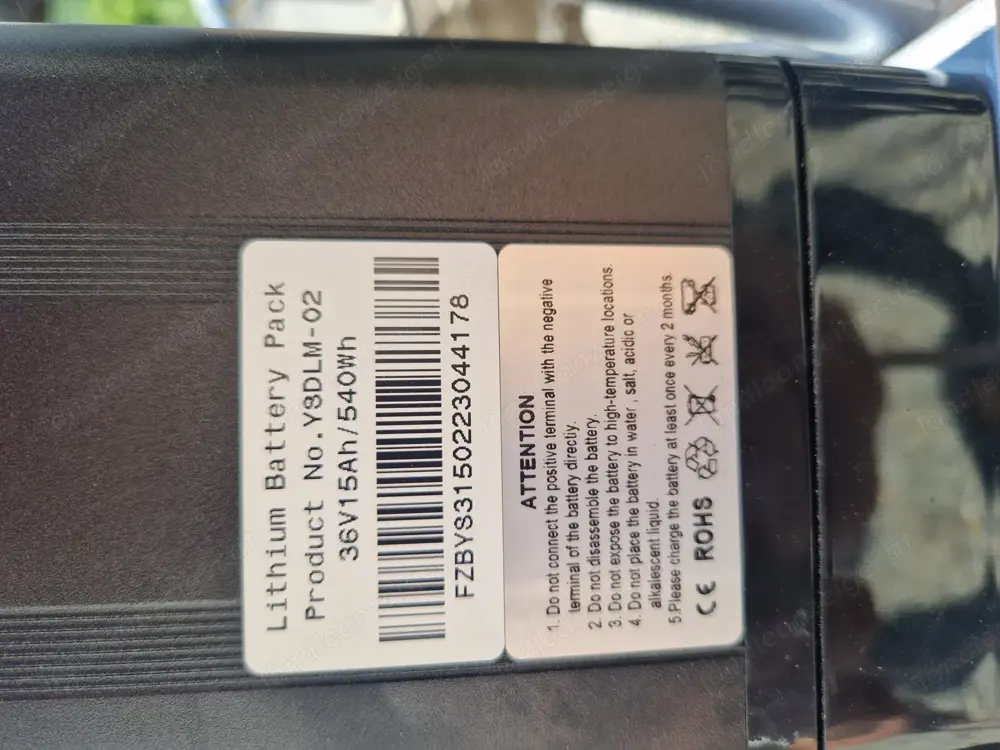 Lithium Battery Pack
Product No.Y8DLM-02
36V15Ah/540Wh
FZBYS3150223044178
ATTENTION
1. Do not connect the positive terminal with the negative
terminal of the battery directiy.
2. Do not disassemble the battery.
3. Do not expose the battery to high-temperature locations.
4. Do not place the battery in water , salt, acidic or
alkalescent liquid.
5.Please charge the battery at least once every 2 months.
CE ROHS